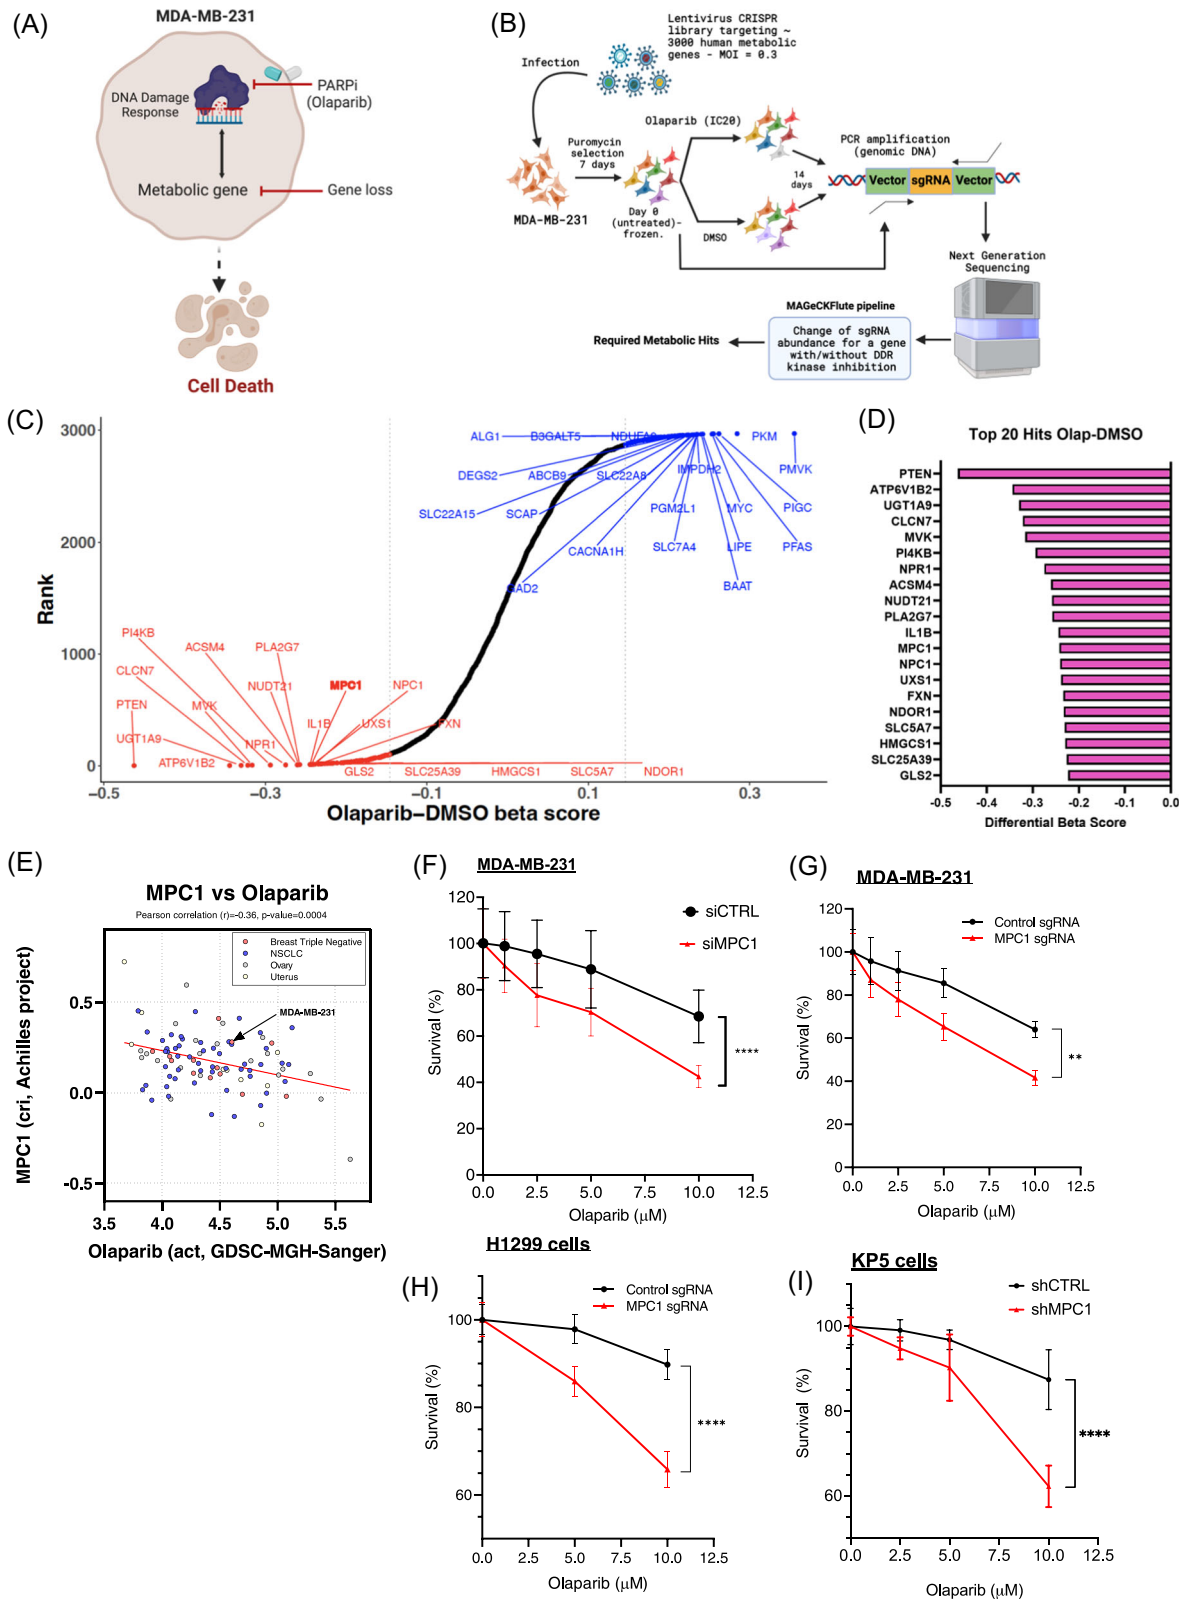 (A)
MDA-MB-231
DNA Damage
Response
PARPi
(Olaparib)
Metabolic gene
Gene loss
Cell Death
(B)
Lentivirus CRISPR
library targeting ~
3000 human metabolic
genes - MOI = 0.3
Infection
MDA-MB-231
Puromycin
selection
7 days
Day 0
(untreated)-
frozen.
Olaparib (IC20)
DMSO
14
days
PCR amplification
(genomic DNA)
Vector sgRNA Vector
Next Generation
Sequencing
MAGeCKFlute pipeline
Change of sgRNA
abundance for a gene
with/without DDR
kinase inhibition
Required Metabolic Hits
(C)
Rank
3000
2000
1000
0
ALG1 B3GALT5 PKM
DEGS2 ABCB9 SLC22A8 IMPDH2 PMVK
SLC22A15 SCAP PGM2L1 MYC PIGC
CACNA1H SLC7A4 LIPE PFAS
BAAT
PI4KB ACSM4 PLA2G7
CLCN7 NUDT21 MPC1 NPC1
PTEN MVK IL1B UXS1 FXN
UGT1A9 NPR1
ATP6V1B2
GLS2 SLC25A39 HMGCS1 SLC5A7 NDOR1
-0.5 -0.3 -0.1 0.1 0.3
Olaparib-DMSO beta score
(D)
Top 20 Hits Olap-DMSO
PTEN
ATP6V1B2
UGT1A9
CLCN7
MVK
PI4KB
NPR1
ACSM4
NUDT21
PLA2G7
IL1B
MPC1
NPC1
UXS1
FXN
NDOR1
SLC5A7
HMGCS1
SLC25A39
GLS2
-0.5 -0.4 -0.3 -0.2 -0.1 0.0
Differential Beta Score
(E)
MPC1 vs Olaparib
Pearson correlation (r)=-0.36, p-value=0.0004
Breast Triple Negative
NSCLC
Ovary
Uterus
MDA-MB-231
MPC1 (cri, Achilles project)
0.5
0.0
-0.5
3.5 4.0 4.5 5.0 5.5
Olaparib (act, GDSC-MGH-Sanger)
(F)
MDA-MB-231
siCTRL
siMPC1
Survival (%)
120
100
80
60
40
20
0
****
0.0 2.5 5.0 7.5 10.0 12.5
Olaparib (μM)
(G)
MDA-MB-231
Control sgRNA
MPC1 sgRNA
Survival (%)
120
100
80
60
40
20
0
**
0.0 2.5 5.0 7.5 10.0 12.5
Olaparib (μM)
(H)
H1299 cells
Control sgRNA
MPC1 sgRNA
Survival (%)
100
80
60
****
0.0 2.5 5.0 7.5 10.0 12.5
Olaparib (μM)
(I)
KP5 cells
shCTRL
shMPC1
Survival (%)
100
80
60
****
0.0 2.5 5.0 7.5 10.0 12.5
Olaparib (μM)